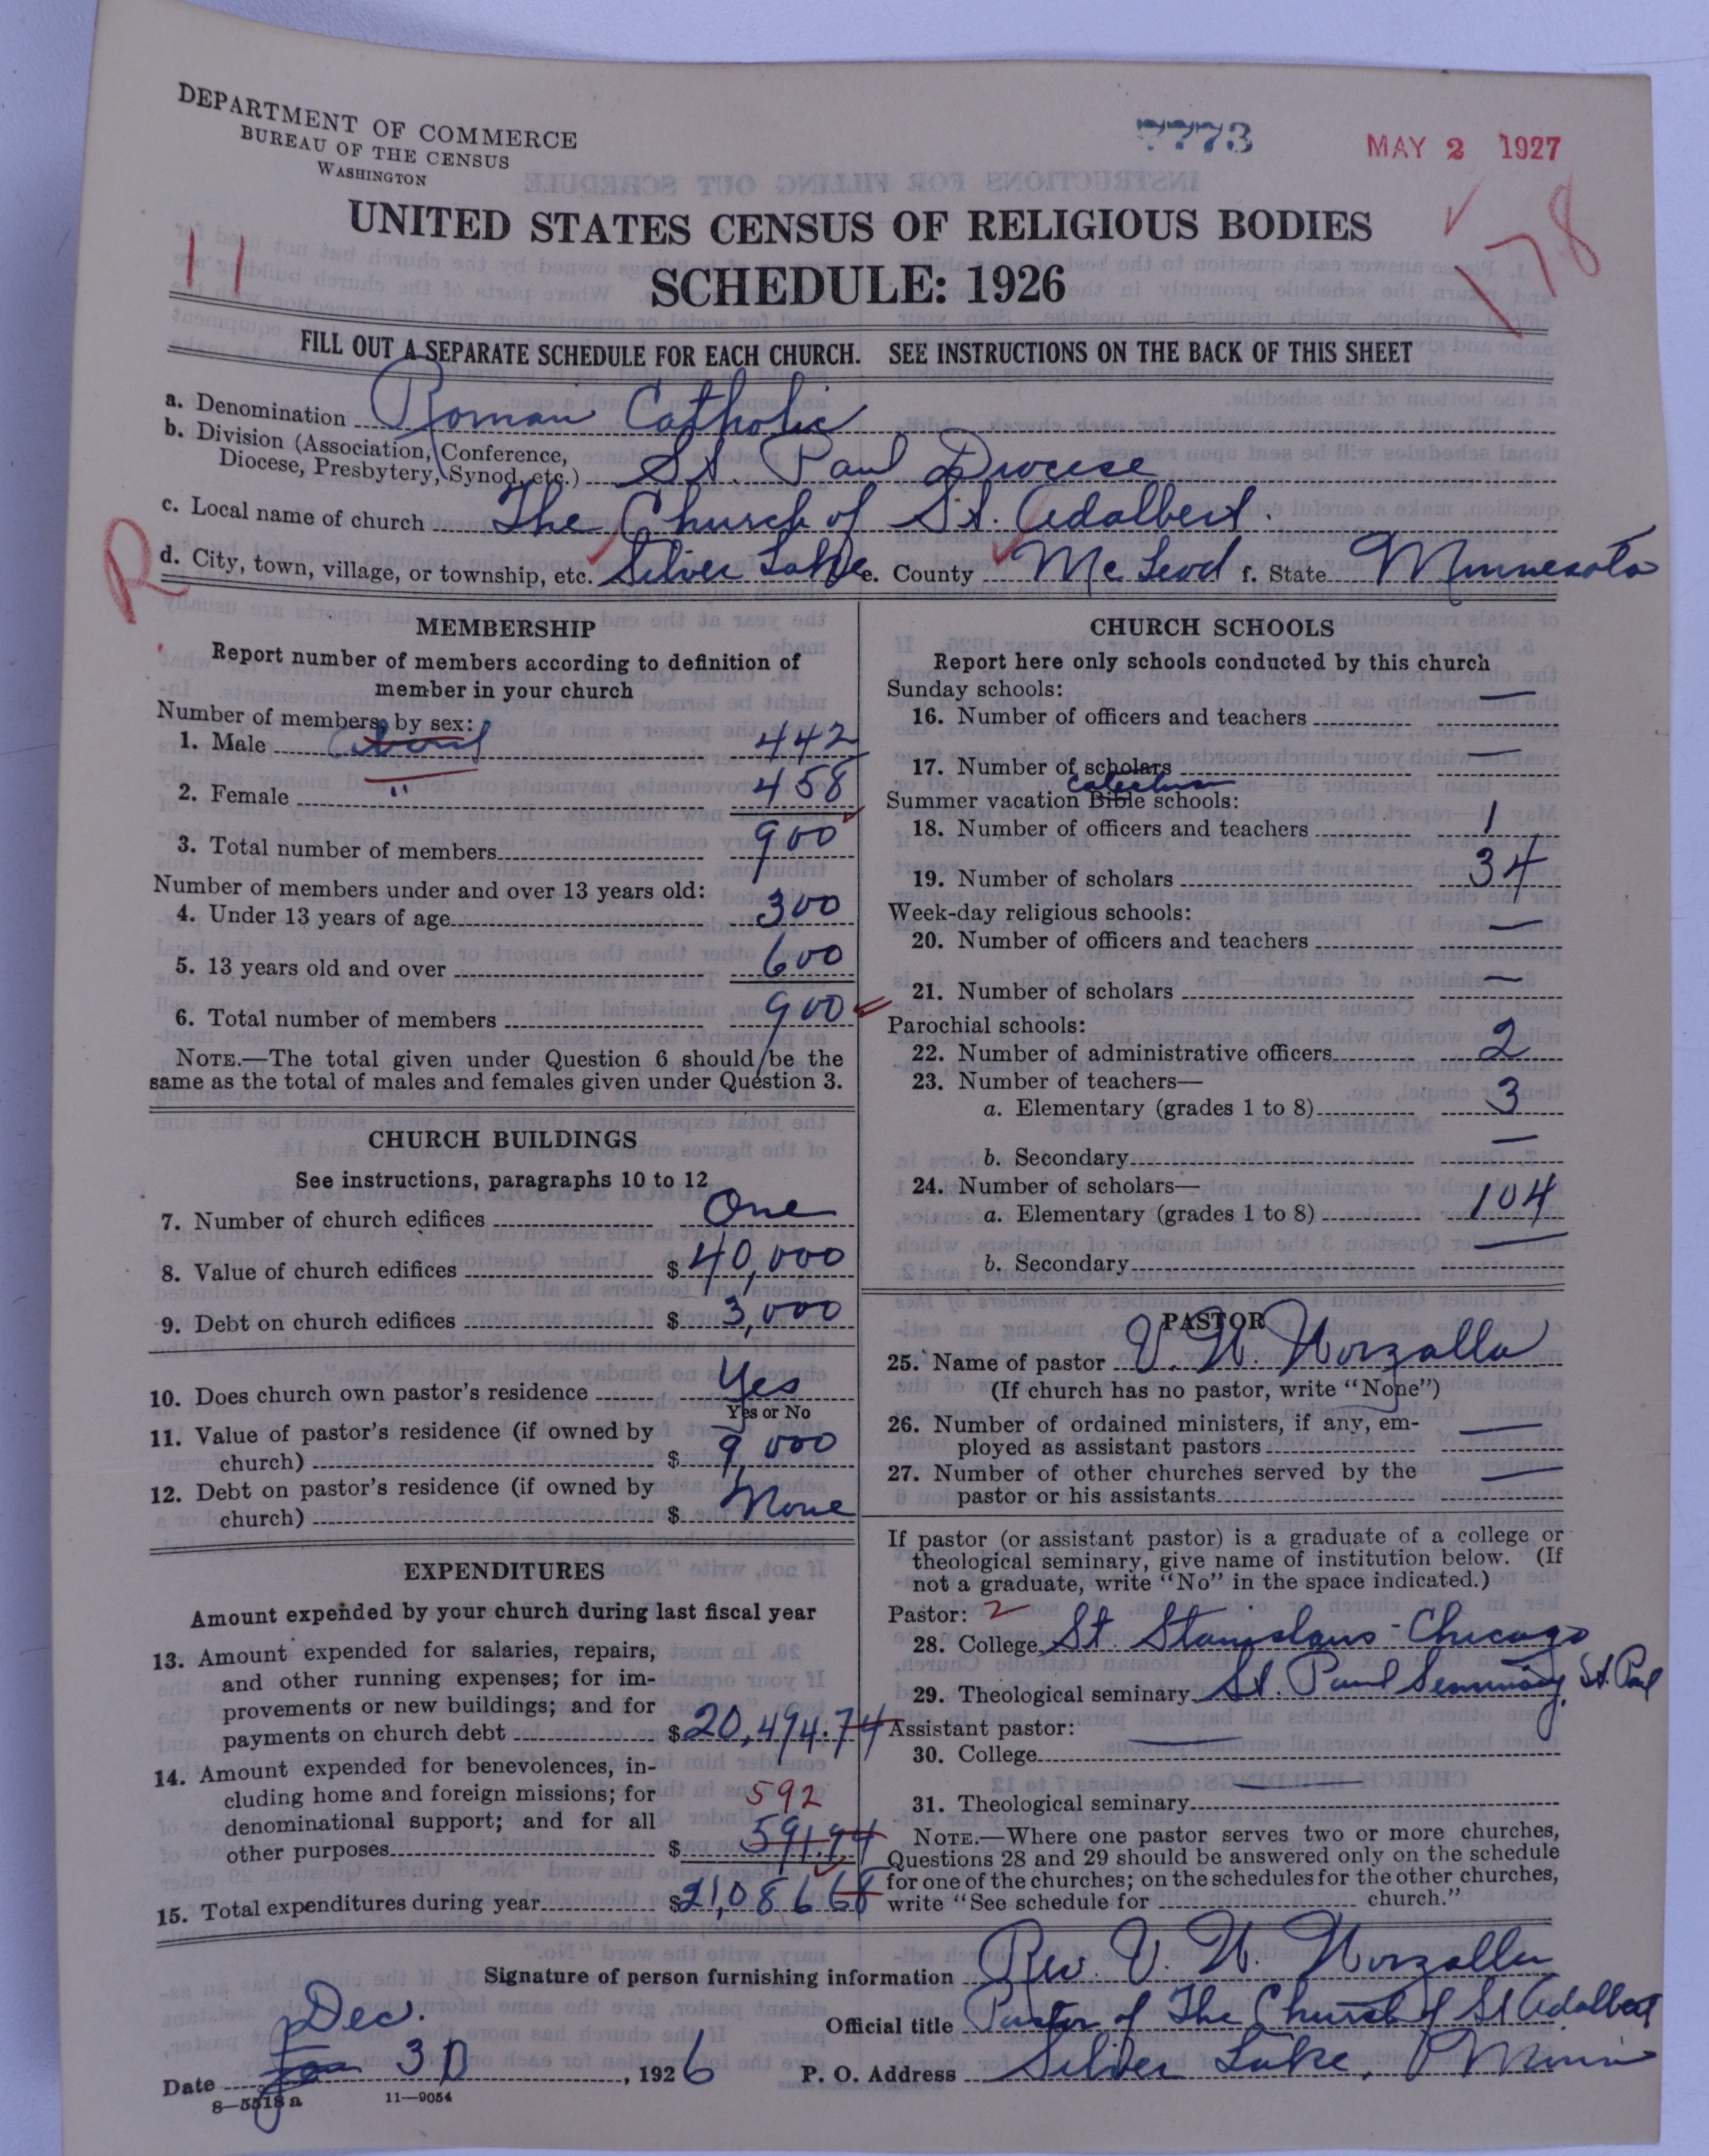 DEPARTMENT OF COMMERCE
BUREAU OF THE CENSUS
WASHINGTON
MAY 2 1927
178
11
UNITED STATES CENSUS OF RELIGIOUS BODIES
SCHEDULE: 1926
FILL OUT A SEPARATE SCHEDULE FOR EACH CHURCH. SEE INSTRUCTIONS ON THE BACK OF THIS SHEET
a. Denomination Roman Catholic
b. Division (Association, Conference,
Diocese, Presbytery, Synod, etc.) St. Paul Diocese
c. Local name of church The Church of St. Adalbert.
R
d. City, town, village, or township, etc. Silver Lake e. County McLeod f. State Minnesota
MEMBERSHIP
Report number of members according to definition of
member in your church
Number of members by sex:
1. Male About 442
2. Female " 458
3. Total number of members 900
Number of members under and over 13 years old:
4. Under 13 years of age 300
5. 13 years old and over 600
6. Total number of members 900
NOTE.—The total given under Question 6 should be the
same as the total of males and females given under Question 3.
CHURCH BUILDINGS
See instructions, paragraphs 10 to 12
7. Number of church edifices One
8. Value of church edifices $ 40,000
9. Debt on church edifices $ 3,000
10. Does church own pastor's residence Yes
Yes or No
11. Value of pastor's residence (if owned by
church) $ 9,000
12. Debt on pastor's residence (if owned by
church) $ None
EXPENDITURES
Amount expended by your church during last fiscal year
13. Amount expended for salaries, repairs,
and other running expenses; for im-
provements or new buildings; and for
payments on church debt $ 20,494.74
14. Amount expended for benevolences, in-
cluding home and foreign missions; for
592
denominational support; and for all
other purposes $ 591.94
15. Total expenditures during year $ 21,086 68
CHURCH SCHOOLS
Report here only schools conducted by this church
Sunday schools:
16. Number of officers and teachers —
17. Number of scholars —
Summer vacation Bible schools:
18. Number of officers and teachers 1
19. Number of scholars 34
Week-day religious schools:
20. Number of officers and teachers —
21. Number of scholars —
Parochial schools:
22. Number of administrative officers 2
23. Number of teachers—
a. Elementary (grades 1 to 8) 3
b. Secondary —
24. Number of scholars—
a. Elementary (grades 1 to 8) 104
b. Secondary —
PASTOR
25. Name of pastor V. W. Worzalla
(If church has no pastor, write "None")
26. Number of ordained ministers, if any, em-
ployed as assistant pastors —
27. Number of other churches served by the
pastor or his assistants —
If pastor (or assistant pastor) is a graduate of a college or
theological seminary, give name of institution below. (If
not a graduate, write "No" in the space indicated.)
Pastor: 2
28. College St. Stanislaus - Chicago
29. Theological seminary St. Paul Seminary, St. Paul
Assistant pastor:
30. College —
31. Theological seminary —
NOTE.—Where one pastor serves two or more churches,
Questions 28 and 29 should be answered only on the schedule
for one of the churches; on the schedules for the other churches,
write "See schedule for church."
Signature of person furnishing information Rev. V. W. Worzalla
Official title Pastor of The Church of St Adalbert
Dec.
Date Jan 30, 1926
P. O. Address Silver Lake, Minn
8—5518 a 11—9054